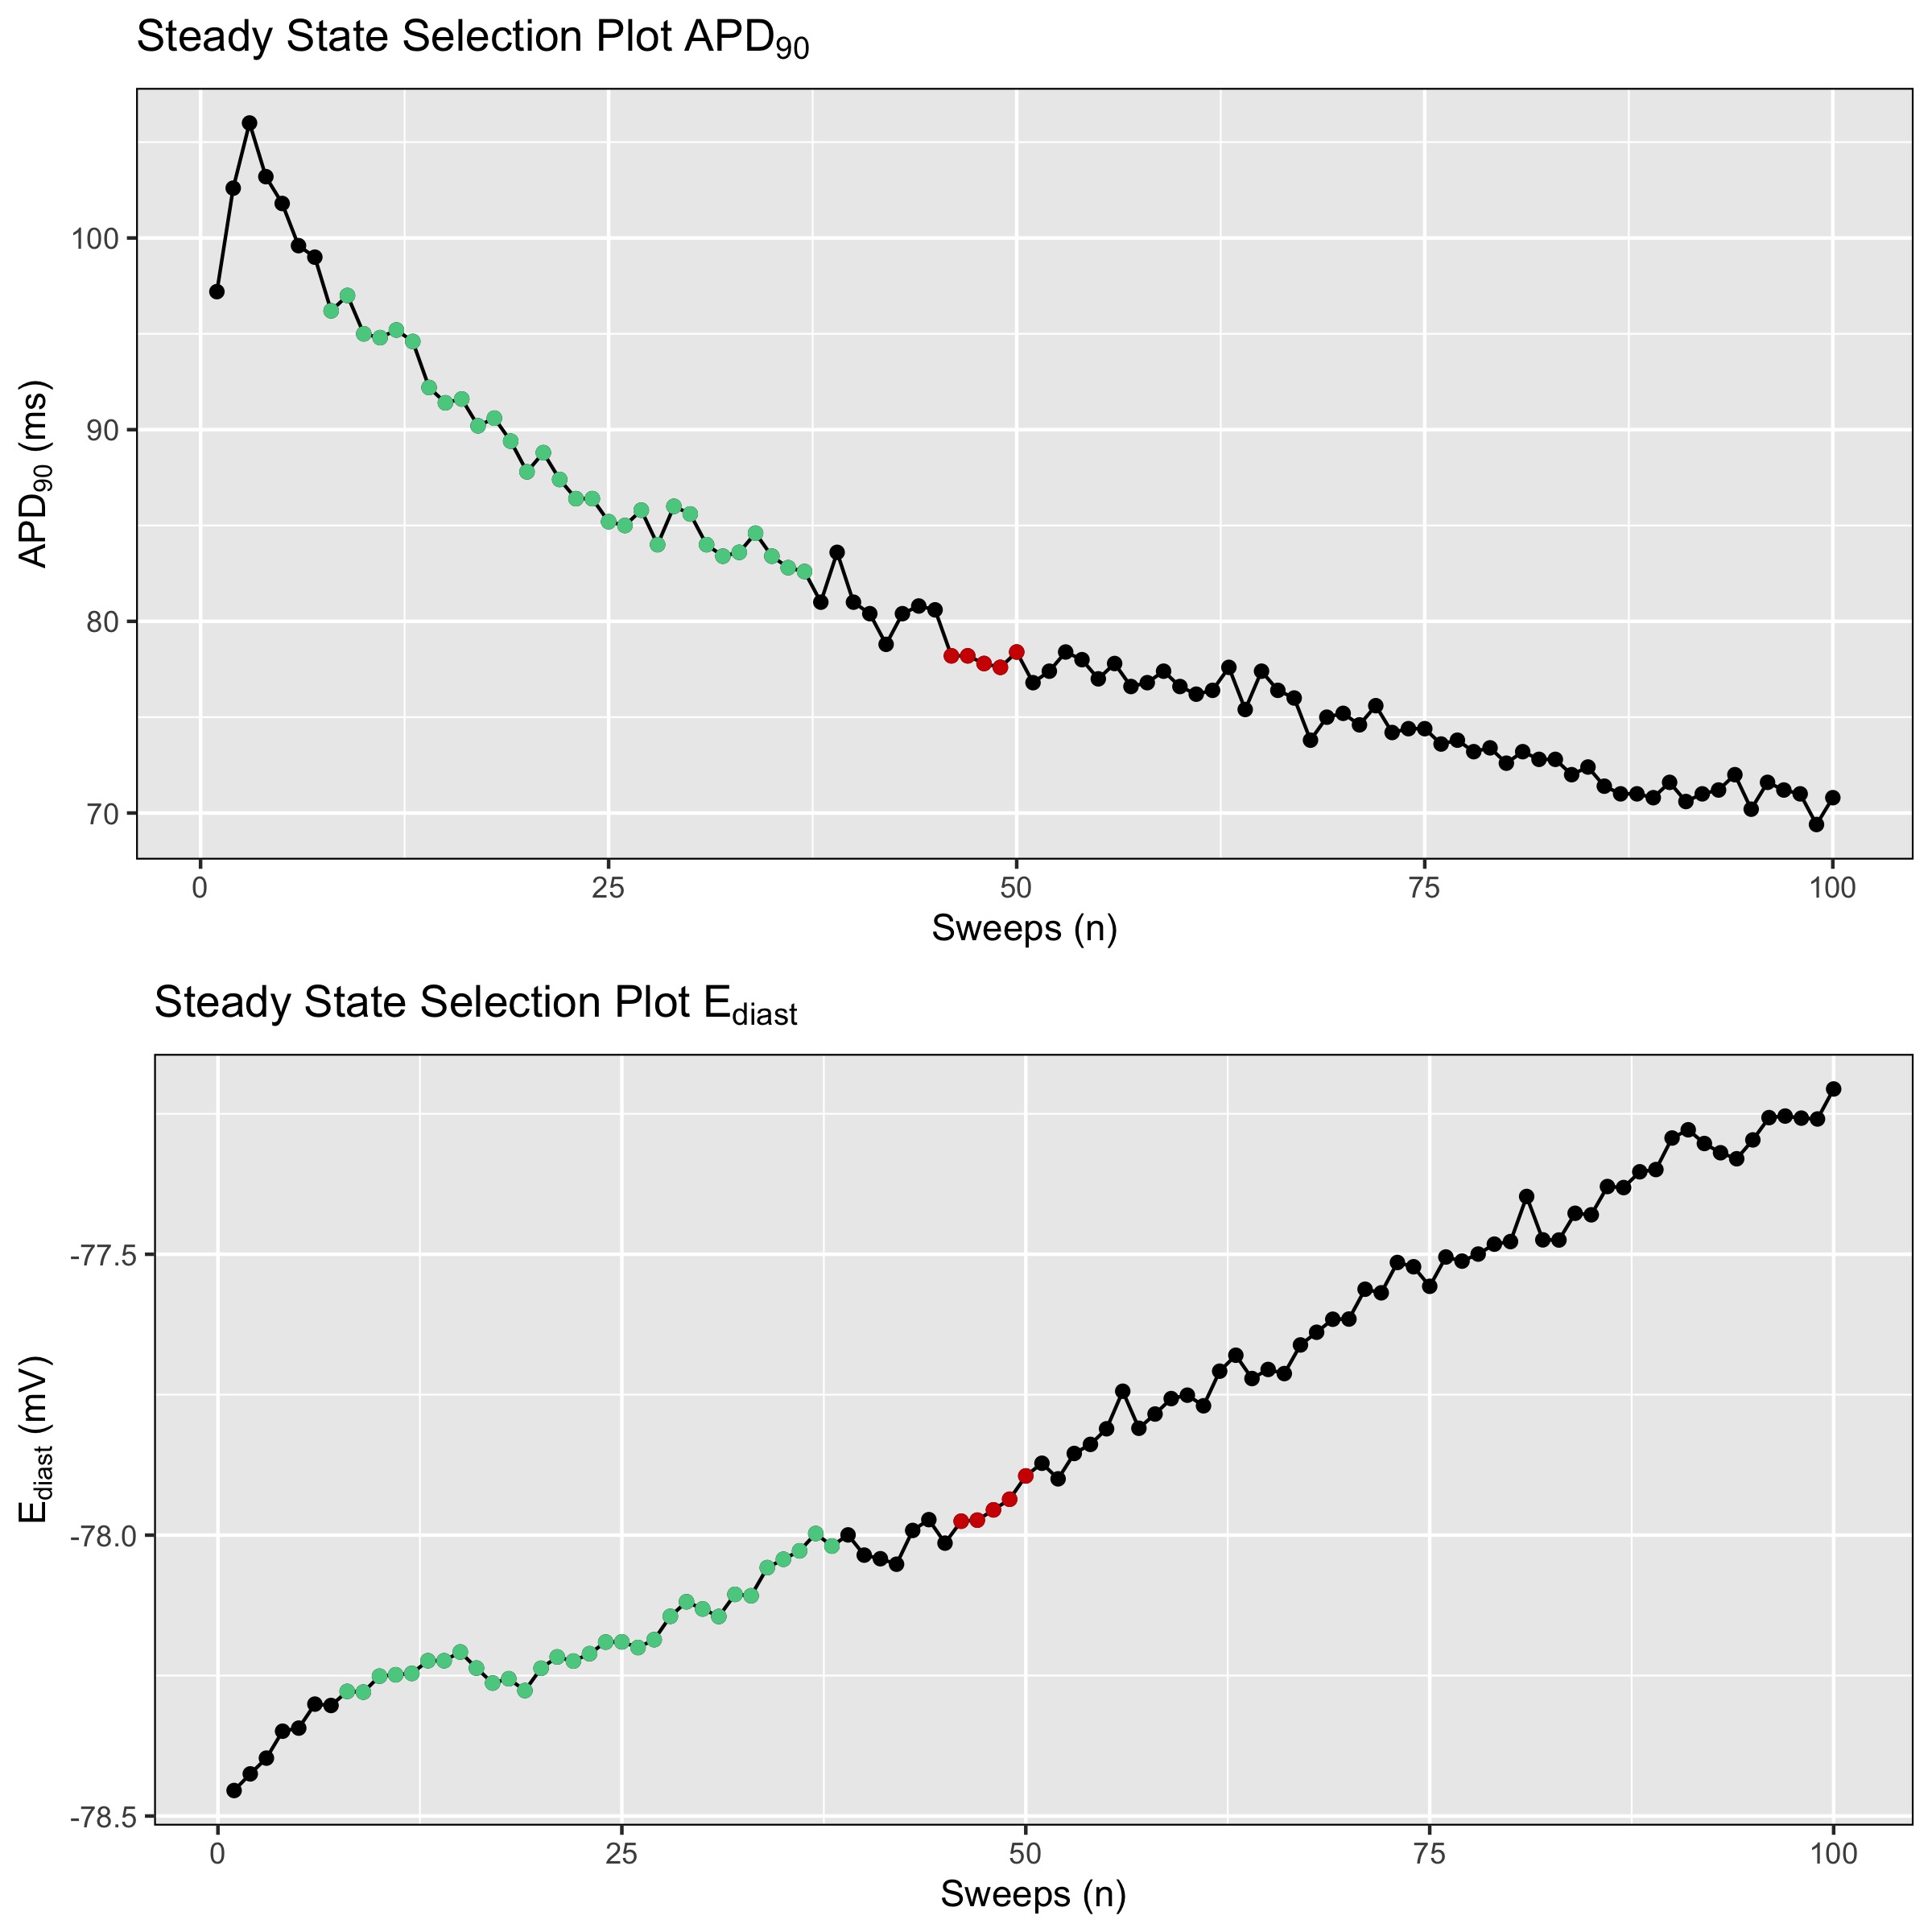 Steady State Selection Plot APD90
100
90
80
70
APD90 (ms)
0 25 50 75 100
Sweeps (n)
Steady State Selection Plot Ediast
-77.5
-78.0
-78.5
Ediast (mV)
0 25 50 75 100
Sweeps (n)